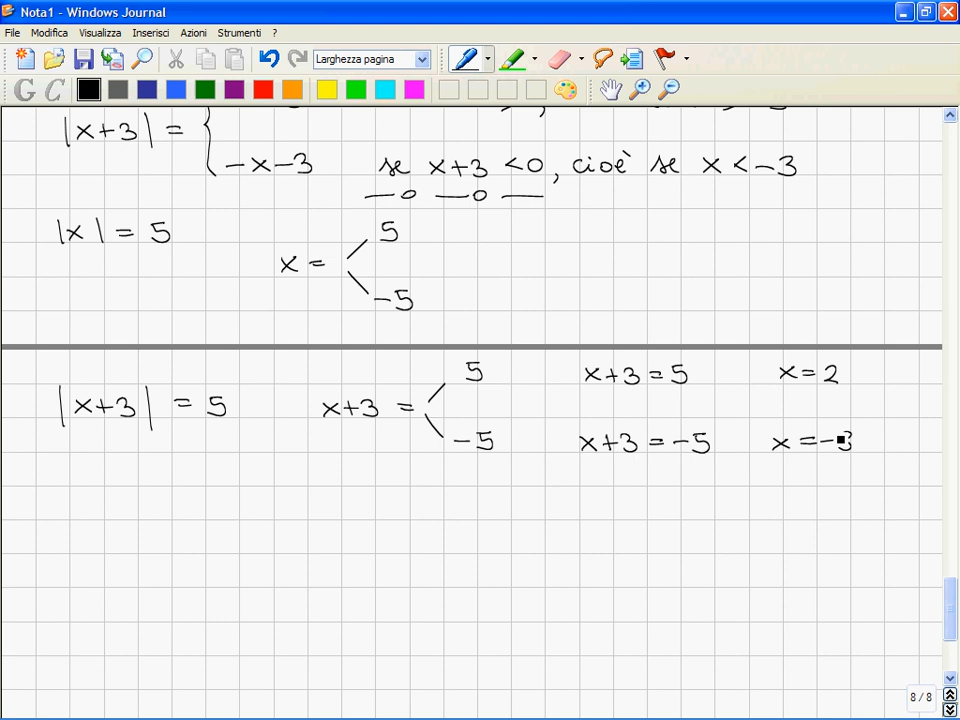 Nota1 - Windows Journal
File Modifica Visualizza Inserisci Azioni Strumenti ?
Larghezza pagina
G C
|x+3| =
-x-3 se x+3 <0, cioè se x < -3
|x| = 5
5
x =
-5
5 x+3 = 5 x = 2
|x+3| = 5 x+3 =
-5 x+3 = -5 x = -
8 / 8